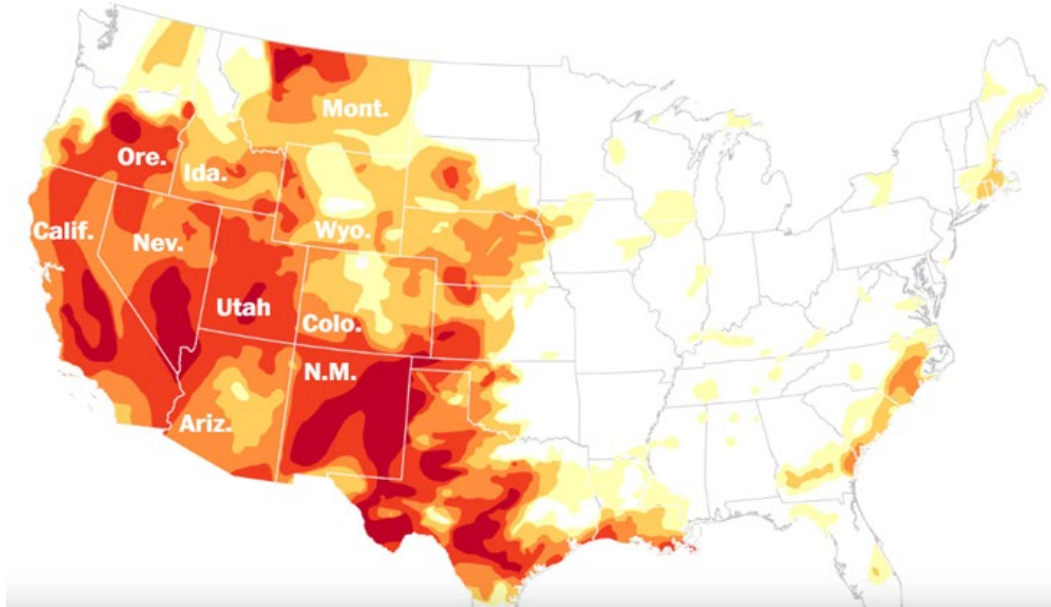 Mont.
Ore.
Ida.
Calif.
Nev.
Wyo.
Utah
Colo.
N.M.
Ariz.